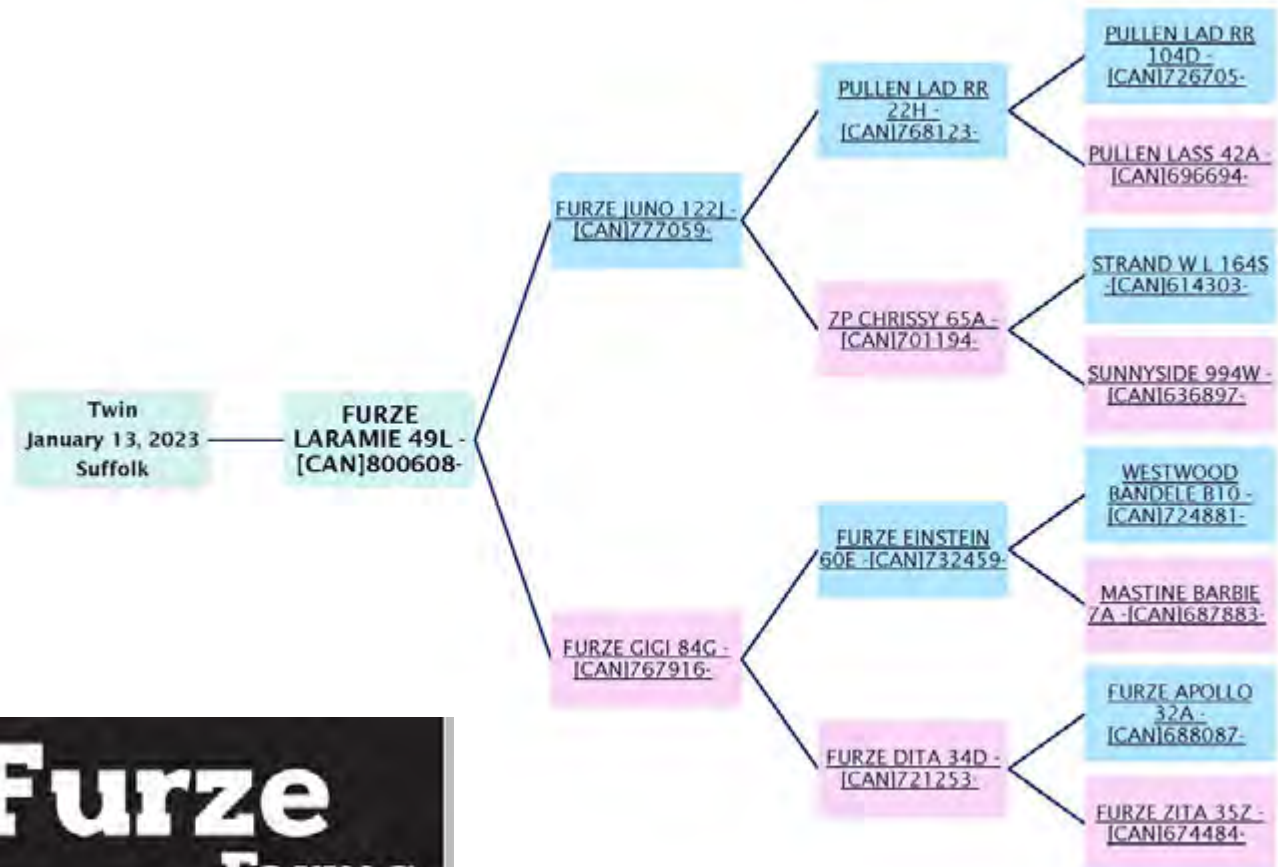 Twin
January 13, 2023
Suffolk
FURZE
LARAMIE 49L -
[CAN]800608-
FURZE JUNO 122J -
[CAN]777059-
FURZE GIGI 84G -
[CAN]767916-
PULLEN LAD RR
22H -
[CAN]768123-
7P CHRISSY 65A -
[CAN]701194-
FURZE EINSTEIN
60E -[CAN]732459-
FURZE DITA 34D -
[CAN]721253-
PULLEN LAD RR
104D -
[CAN]726705-
PULLEN LASS 42A -
[CAN]696694-
STRAND W L 164S
-[CAN]614303-
SUNNYSIDE 994W -
[CAN]636897-
WESTWOOD
BANDELE B10 -
[CAN]724881-
MASTINE BARBIE
7A -[CAN]687883-
FURZE APOLLO
32A -
[CAN]688087-
FURZE ZITA 35Z -
[CAN]674484-
Furze